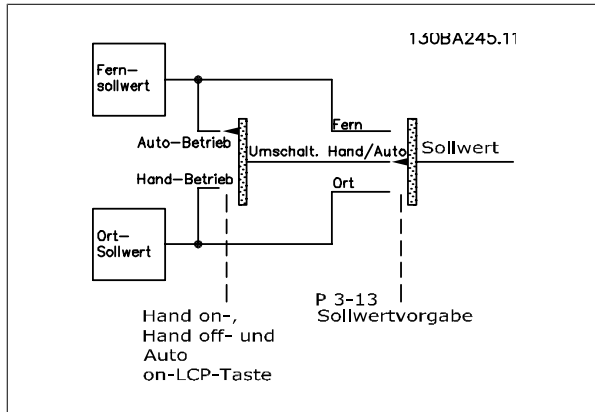 130BA245.11
Fern-
sollwert
Fern
Auto-Betrieb
Umschalt. Hand/Auto
Sollwert
Hand-Betrieb
Ort
Ort-
Sollwert
P 3-13
Sollwertvorgabe
Hand on-,
Hand off- und
Auto
on-LCP-Taste